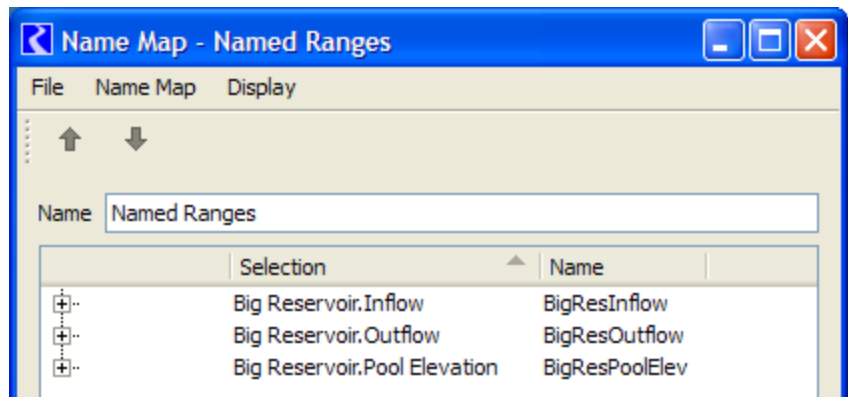 Name Map - Named Ranges
File Name Map Display
Name Named Ranges
Selection Name
Big Reservoir.Inflow BigResInflow
Big Reservoir.Outflow BigResOutflow
Big Reservoir.Pool Elevation BigResPoolElev